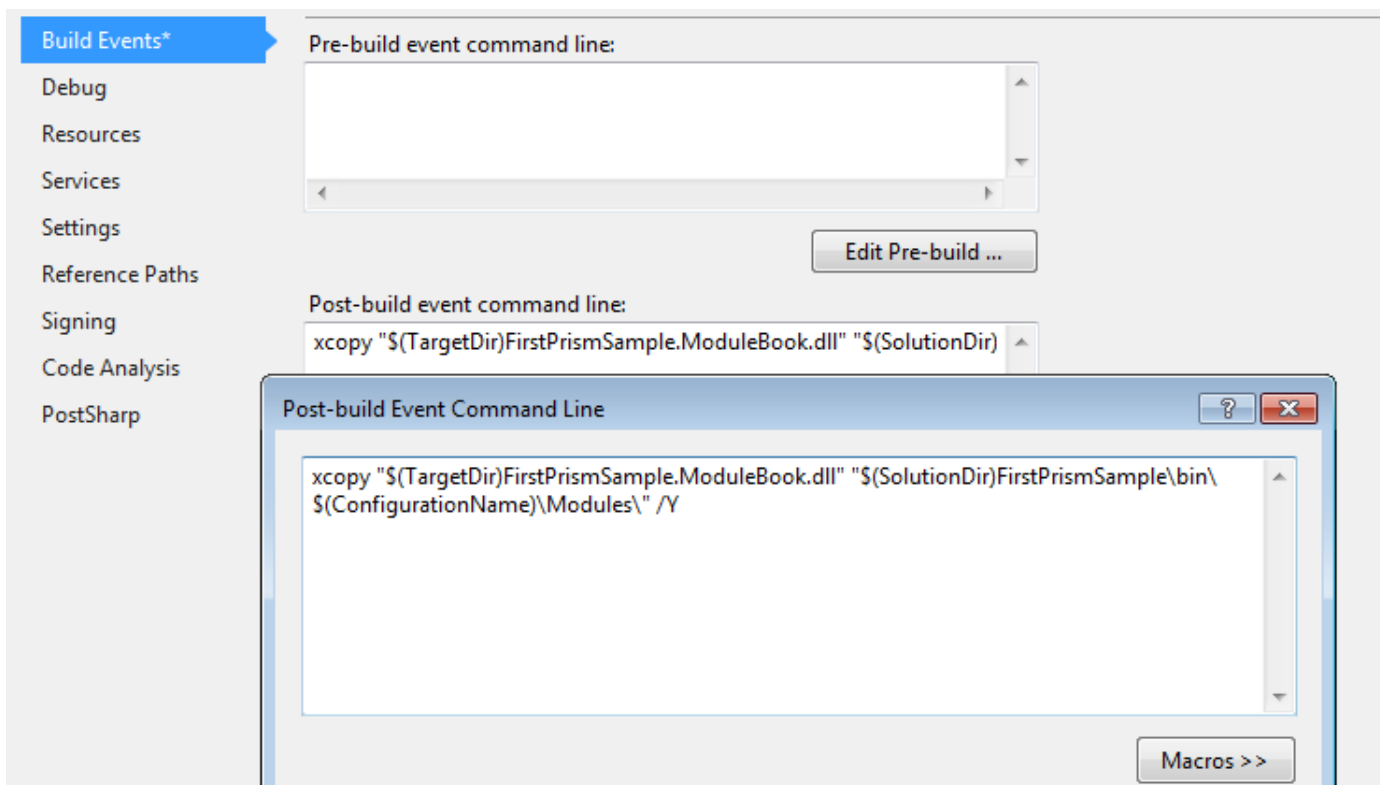 Build Events*
Debug
Resources
Services
Settings
Reference Paths
Signing
Code Analysis
PostSharp
Pre-build event command line:
Edit Pre-build ...
Post-build event command line:
xcopy "$(TargetDir)FirstPrismSample.ModuleBook.dll" "$(SolutionDir)
Post-build Event Command Line
xcopy "$(TargetDir)FirstPrismSample.ModuleBook.dll" "$(SolutionDir)FirstPrismSample\bin\
$(ConfigurationName)\Modules\" /Y
Macros >>